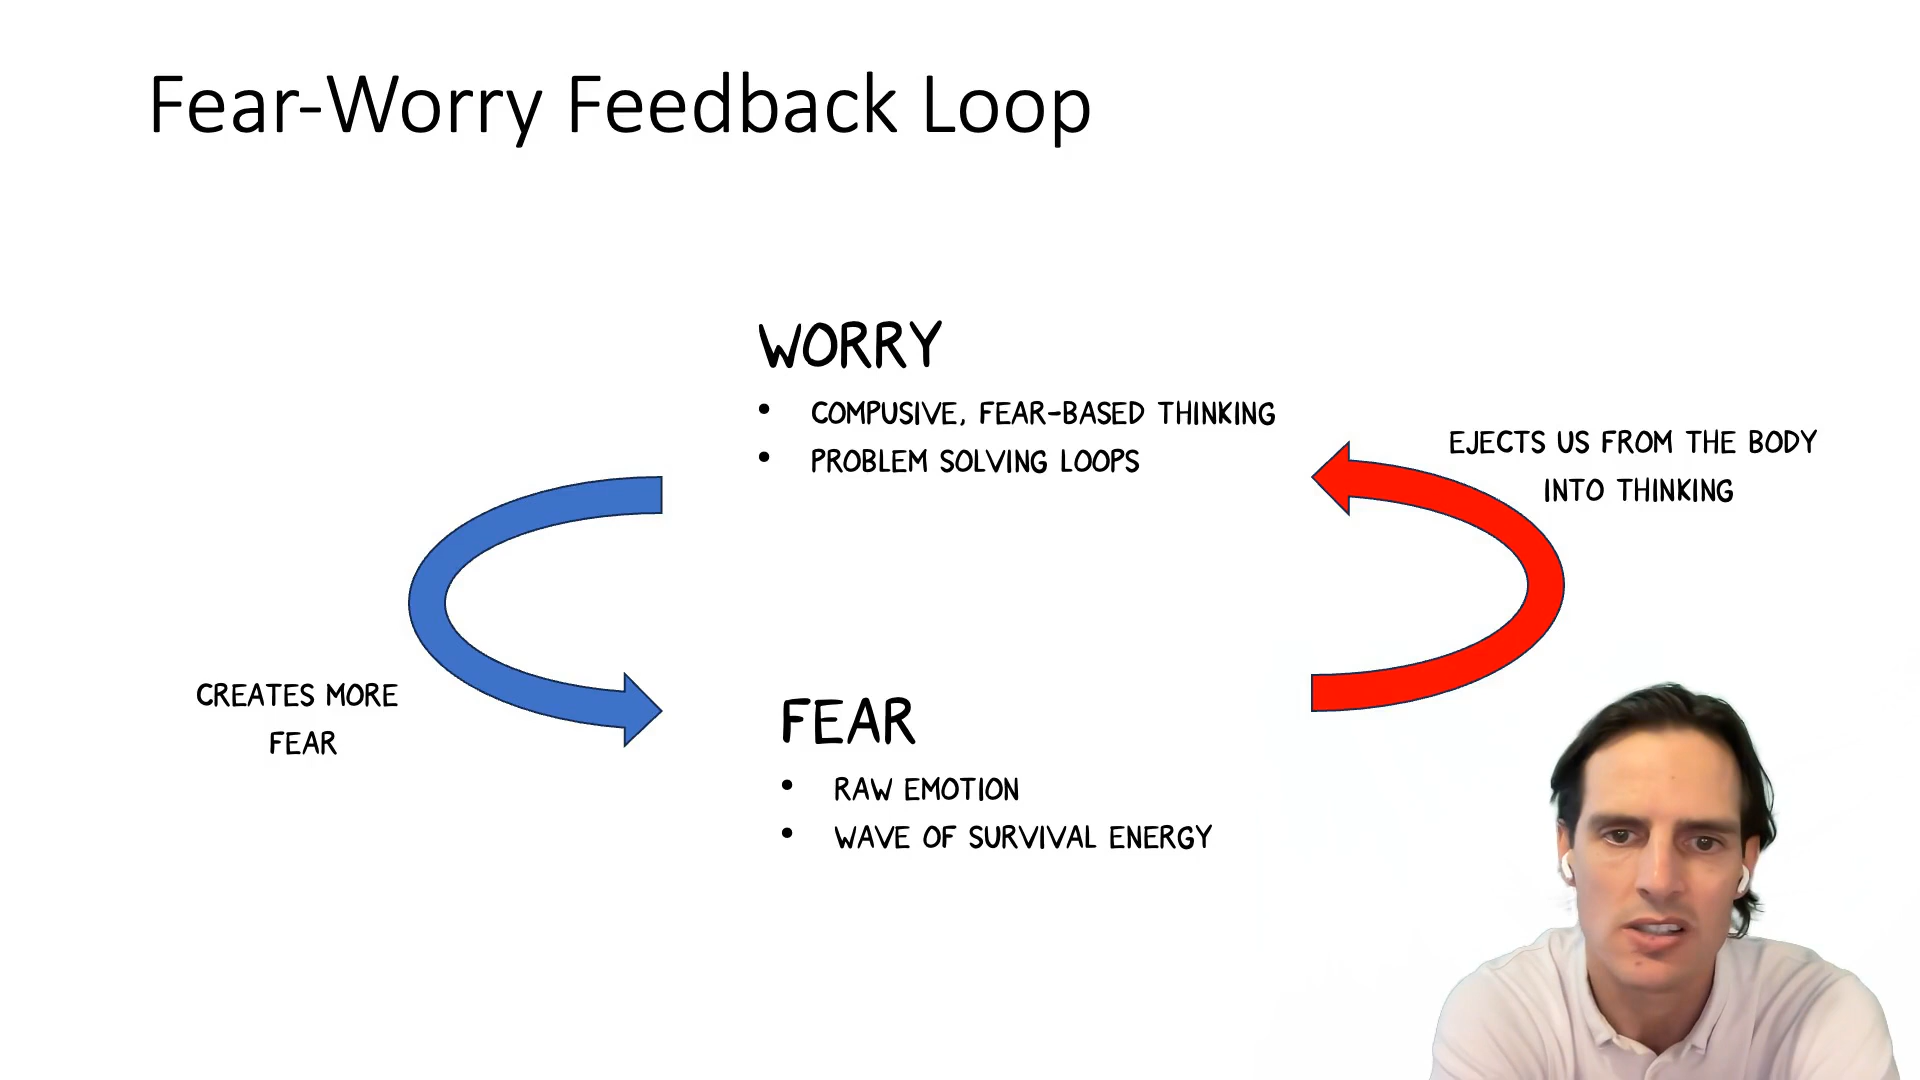 Fear-Worry Feedback Loop
WORRY
• COMPUSIVE, FEAR-BASED THINKING
• PROBLEM SOLVING LOOPS
EJECTS US FROM THE BODY
INTO THINKING
CREATES MORE
FEAR
FEAR
• RAW EMOTION
• WAVE OF SURVIVAL ENERGY